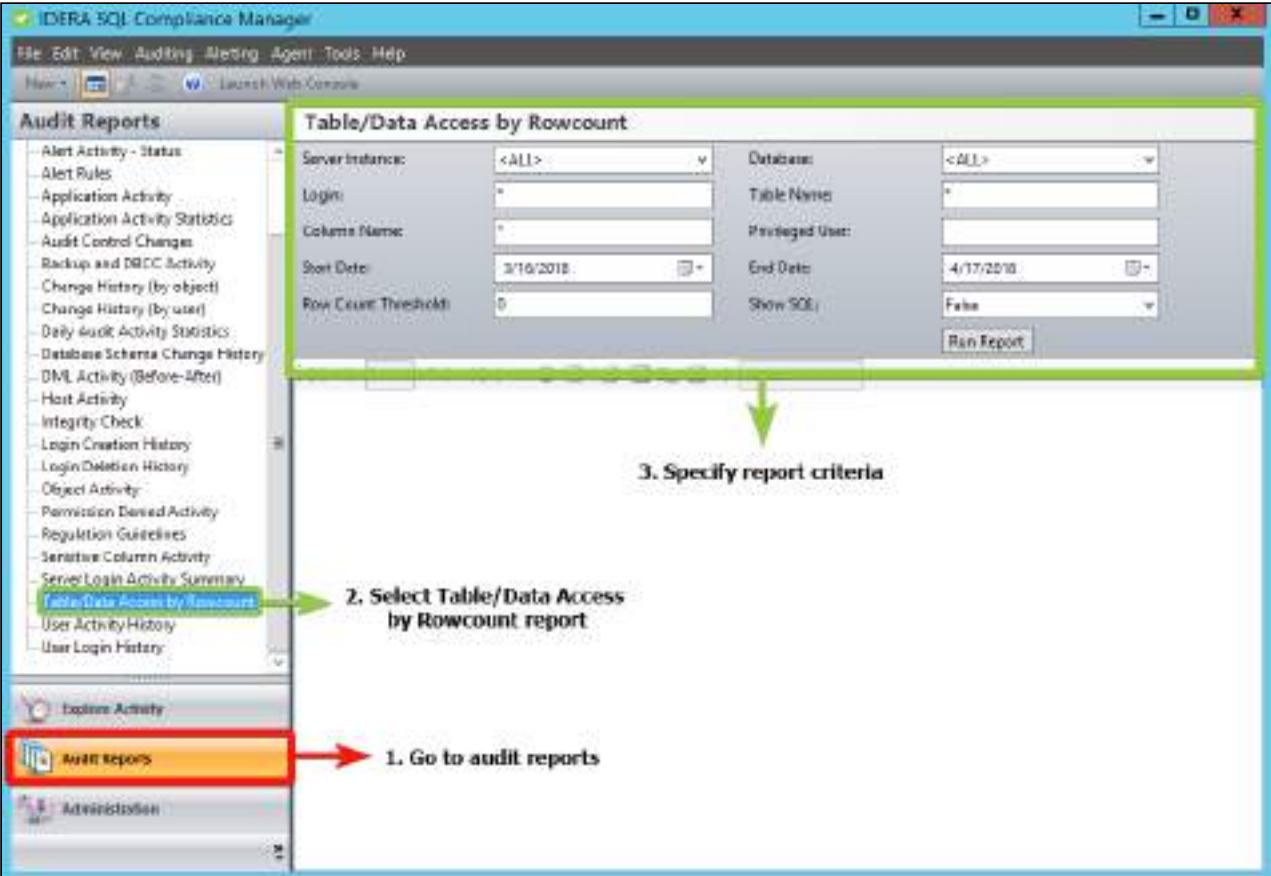 IDERA SQL Compliance Manager
File Edit View Auditing Alerting Agent Tools Help
New Launch Web Console
Audit Reports
Alert Activity - Status
Alert Rules
Application Activity
Application Activity Statistics
Audit Control Changes
Backup and DBCC Activity
Change History (by object)
Change History (by user)
Daily Audit Activity Statistics
Database Schema Change History
DML Activity (Before-After)
Host Activity
Integrity Check
Login Creation History
Login Deletion History
Object Activity
Permission Denied Activity
Regulation Guidelines
Sensitive Column Activity
Server Login Activity Summary
Table/Data Access by Rowcount
User Activity History
User Login History
Explore Activity
Audit Reports
Administration
Table/Data Access by Rowcount
Server Instance: <ALL> Database: <ALL>
Login: * Table Name: *
Column Name: * Privileged User:
Start Date: 3/16/2018 End Date: 4/17/2018
Row Count Threshold: 0 Show SQL: False
Run Report
3. Specify report criteria
2. Select Table/Data Access
by Rowcount report
1. Go to audit reports